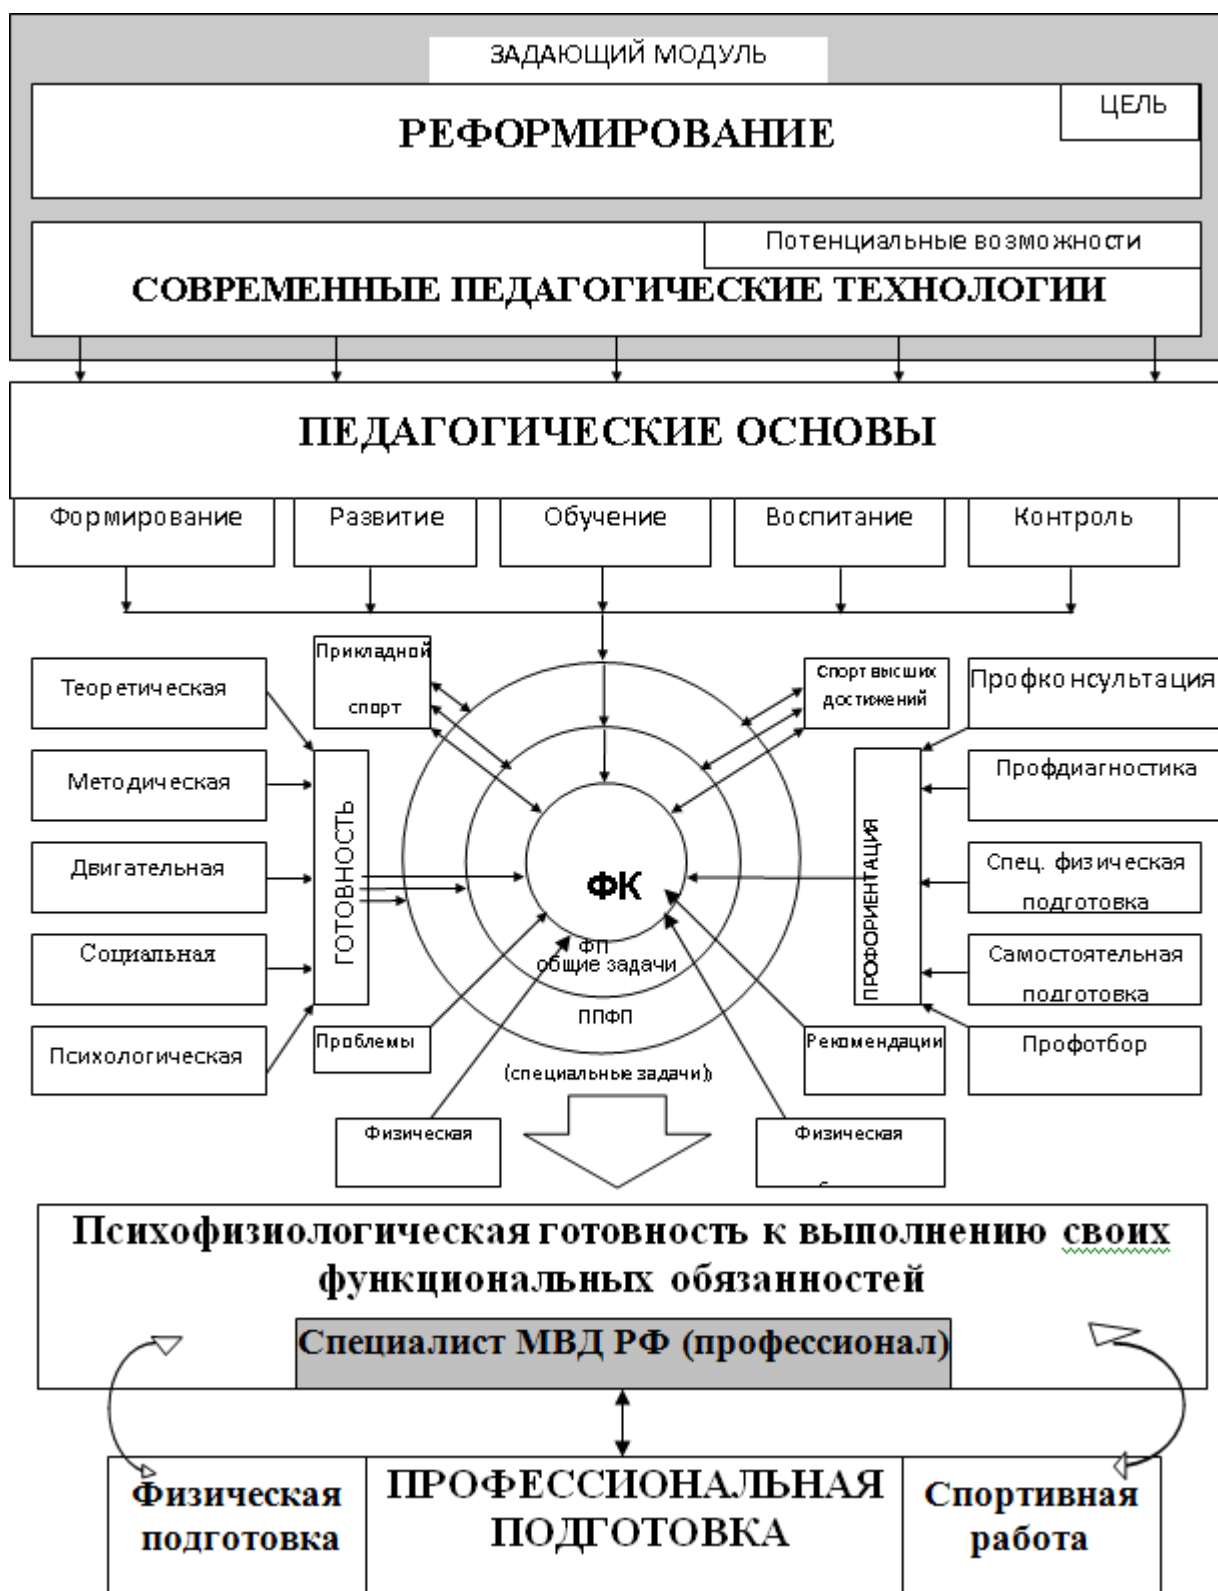 ЗАДАЮЩИЙ МОДУЛЬ
ЦЕЛЬ
РЕФОРМИРОВАНИЕ
Потенциальные возможности
СОВРЕМЕННЫЕ ПЕДАГОГИЧЕСКИЕ ТЕХНОЛОГИИ
ПЕДАГОГИЧЕСКИЕ ОСНОВЫ
Формирование
Развитие
Обучение
Воспитание
Контроль
Теоретическая
Методическая
Двигательная
Социальная
Психологическая
ГОТОВНОСТЬ
Прикладной
спорт
Спорт высших
достижений
ФК
ФП
общие задачи
ППФП
(специальные задачи))
Проблемы
Рекомендации
Физическая
Физическая
ПРОФОРИЕНТАЦИЯ
Профконсультация
Профдиагностика
Спец. физическая
подготовка
Самостоятельная
подготовка
Профотбор
Психофизиологическая готовность к выполнению своих
функциональных обязанностей
Специалист МВД РФ (профессионал)
Физическая
подготовка
ПРОФЕССИОНАЛЬНАЯ
ПОДГОТОВКА
Спортивная
работа